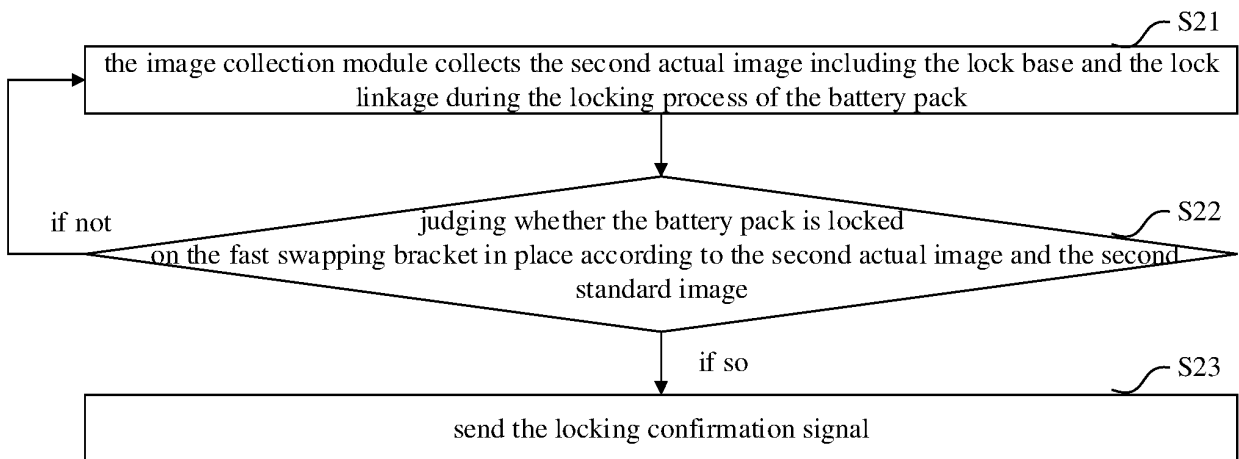 S21
the image collection module collects the second actual image including the lock base and the lock
linkage during the locking process of the battery pack
if not
judging whether the battery pack is locked
S22
on the fast swapping bracket in place according to the second actual image and the second
standard image
if so
S23
send the locking confirmation signal